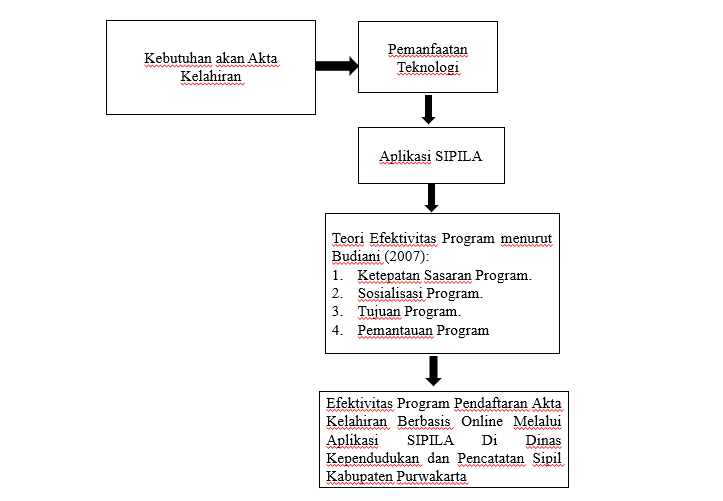 Kebutuhan akan Akta
Kelahiran
Pemanfaatan
Teknologi
Aplikasi SIPILA
Teori Efektivitas Program menurut
Budiani (2007):
1. Ketepatan Sasaran Program.
2. Sosialisasi Program.
3. Tujuan Program.
4. Pemantauan Program
Efektivitas Program Pendaftaran Akta
Kelahiran Berbasis Online Melalui
Aplikasi SIPILA Di Dinas
Kependudukan dan Pencatatan Sipil
Kabupaten Purwakarta